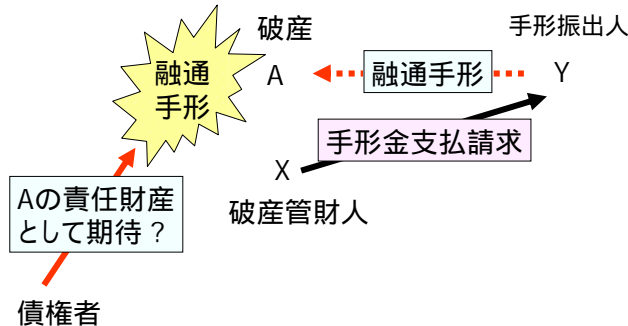 破産
手形振出人
融通
手形
A
融通手形
Y
手形金支払請求
X
Aの責任財産
として期待？
破産管財人
債権者